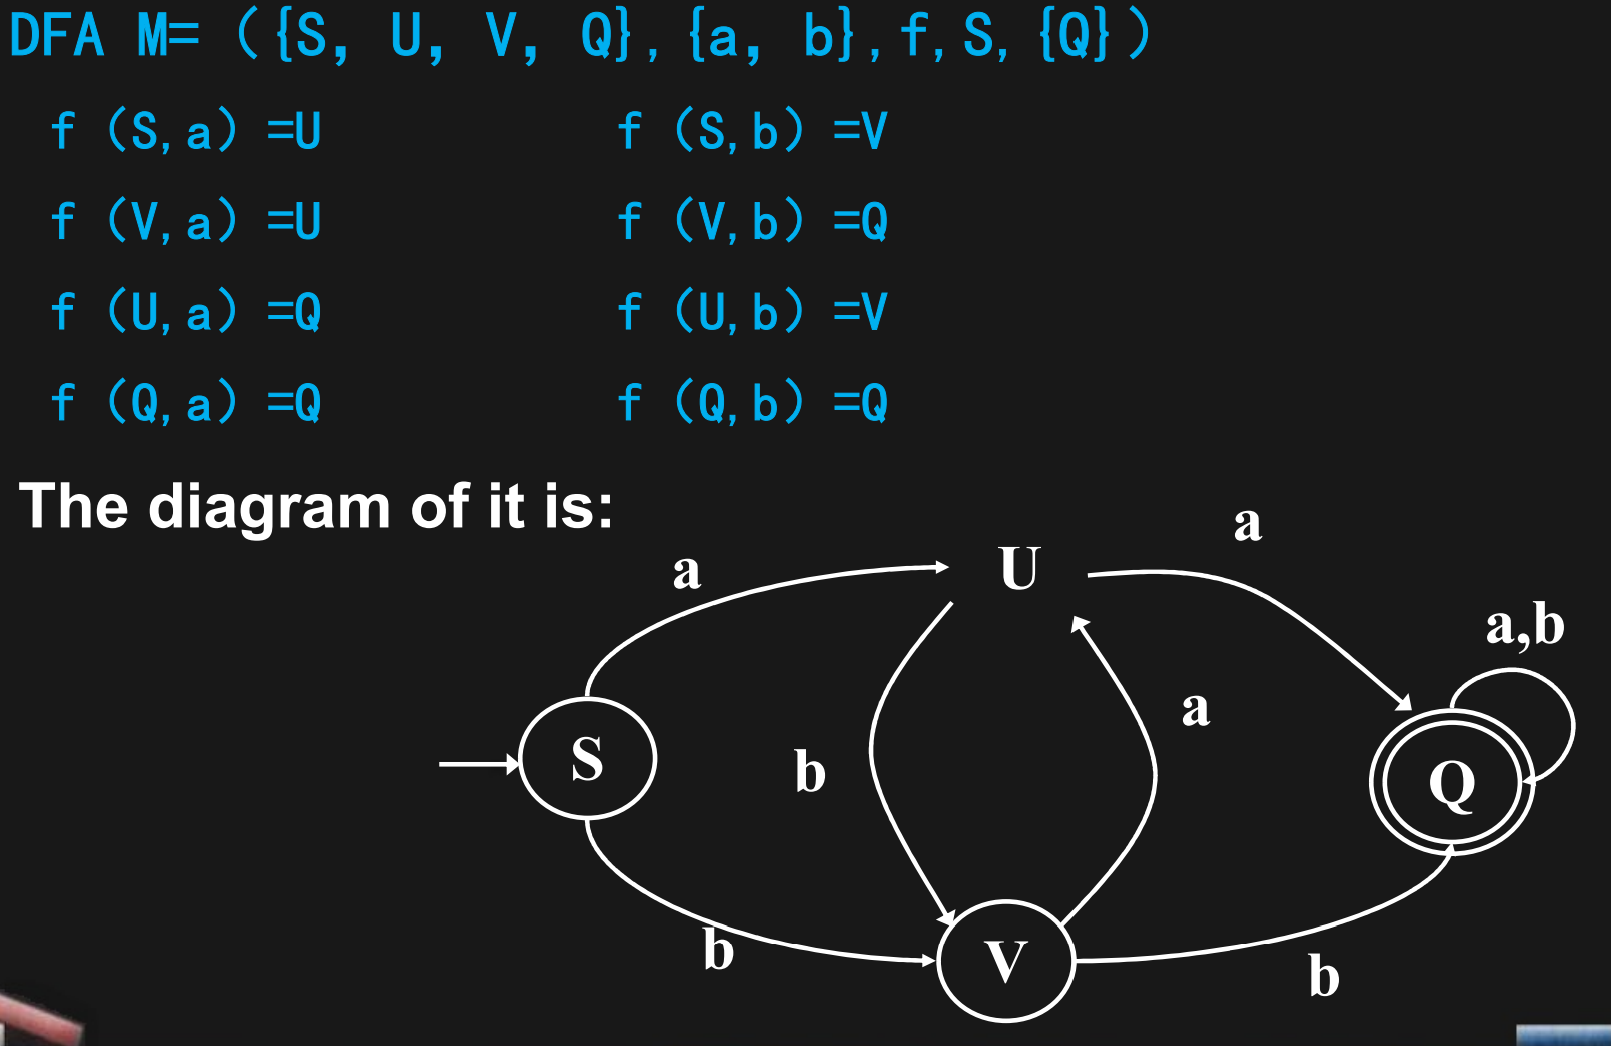 DFA M=（{S, U, V, Q},{a, b},f,S,{Q}）
f（S,a）=U f（S,b）=V
f（V,a）=U f（V,b）=Q
f（U,a）=Q f（U,b）=V
f（Q,a）=Q f（Q,b）=Q
The diagram of it is:
a
a
U
a,b
a
S
b
Q
b
V
b